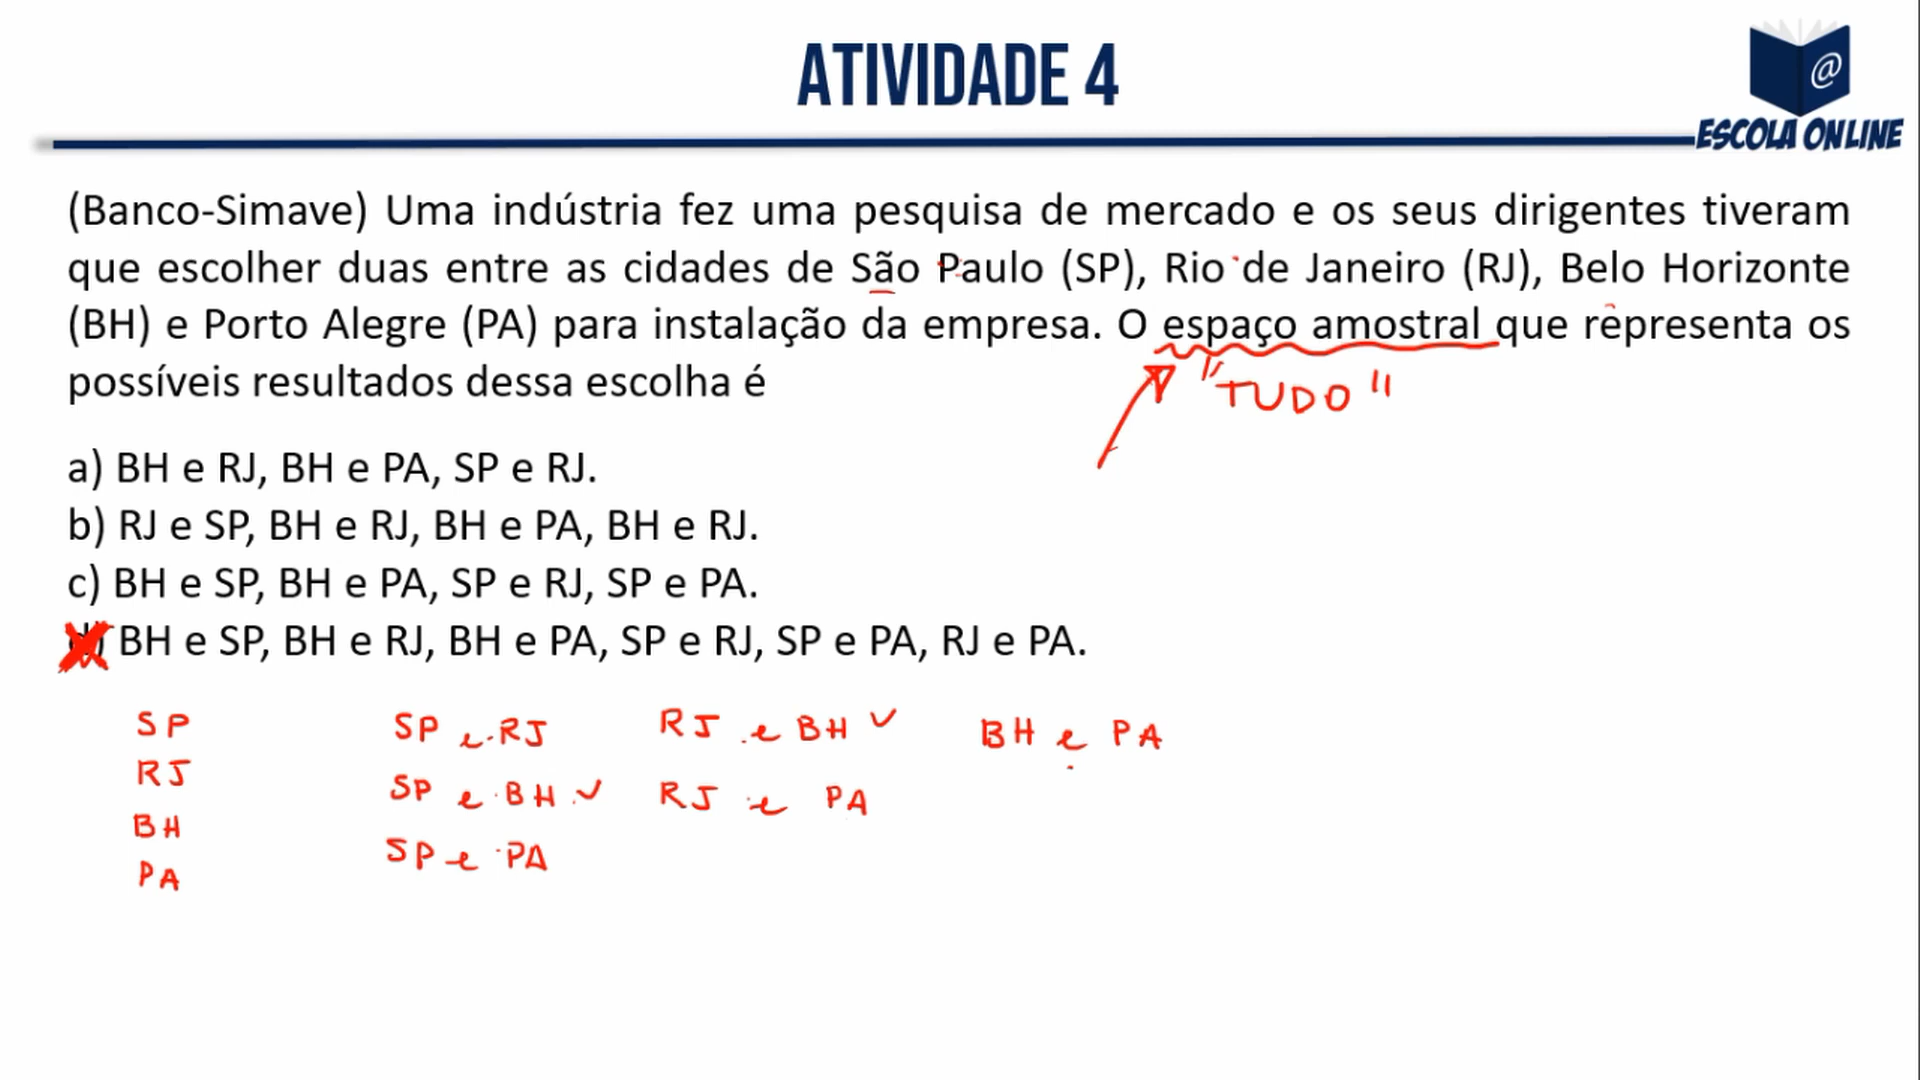 ATIVIDADE 4
@
ESCOLA ONLINE
(Banco-Simave) Uma indústria fez uma pesquisa de mercado e os seus dirigentes tiveram
que escolher duas entre as cidades de São Paulo (SP), Rio de Janeiro (RJ), Belo Horizonte
(BH) e Porto Alegre (PA) para instalação da empresa. O espaço amostral que representa os
possíveis resultados dessa escolha é
"TUDO"
a) BH e RJ, BH e PA, SP e RJ.
b) RJ e SP, BH e RJ, BH e PA, BH e RJ.
c) BH e SP, BH e PA, SP e RJ, SP e PA.
d) BH e SP, BH e RJ, BH e PA, SP e RJ, SP e PA, RJ e PA.
SP SP e RJ RJ e BH ✓ BH e PA
RJ SP e BH ✓ RJ e PA
BH SP e PA
PA